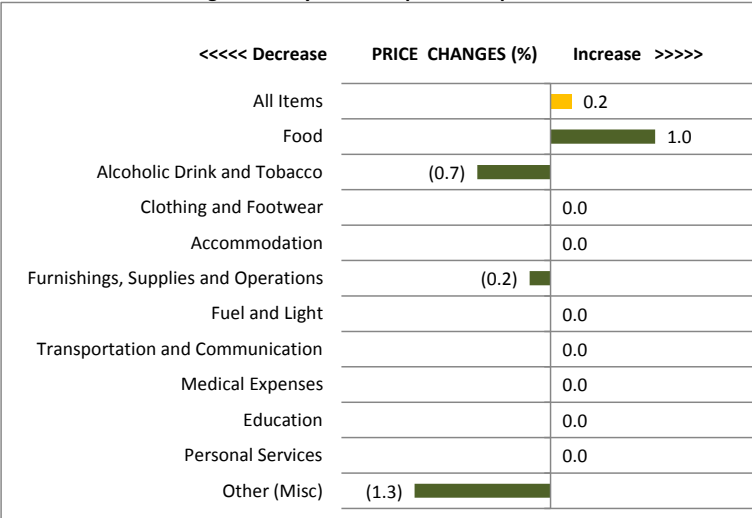 <<<<< Decrease PRICE CHANGES (%) Increase >>>>>
All Items 0.2
Food 1.0
Alcoholic Drink and Tobacco (0.7)
Clothing and Footwear 0.0
Accommodation 0.0
Furnishings, Supplies and Operations (0.2)
Fuel and Light 0.0
Transportation and Communication 0.0
Medical Expenses 0.0
Education 0.0
Personal Services 0.0
Other (Misc) (1.3)